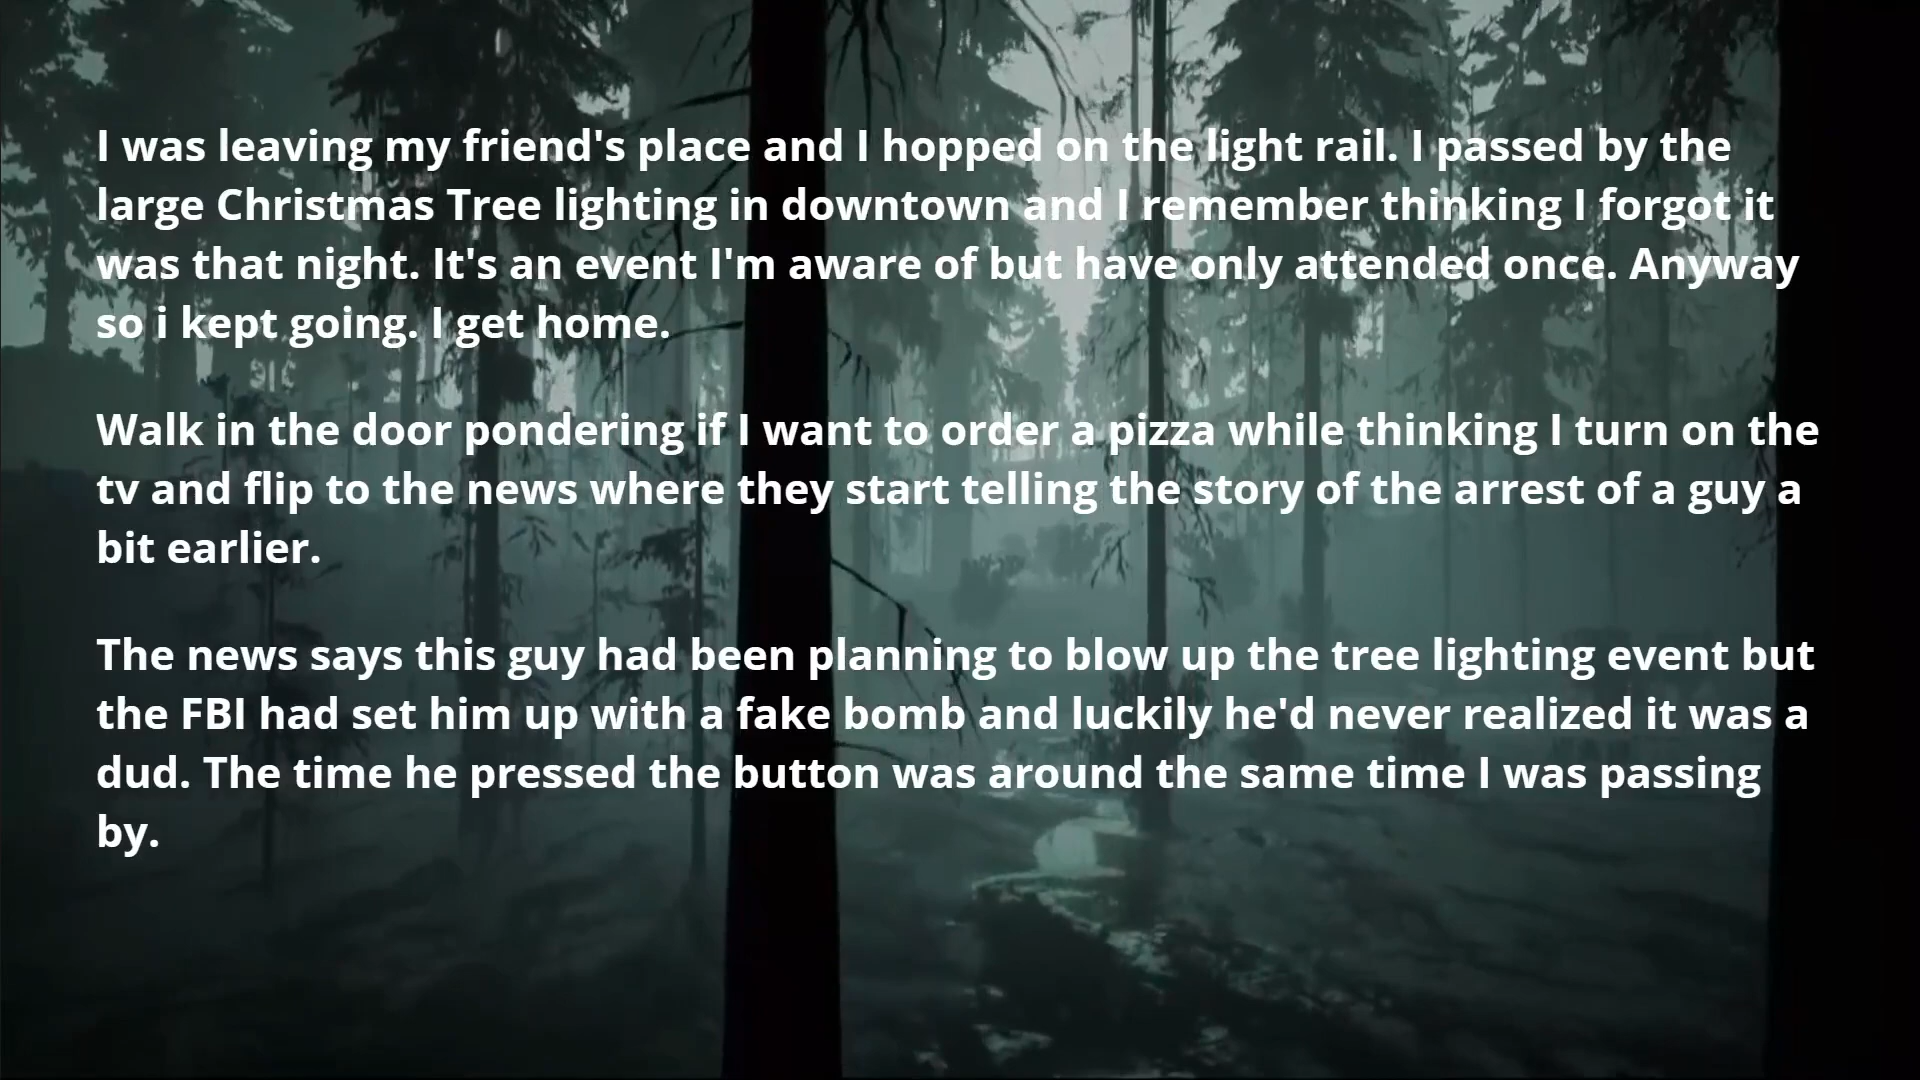 I was leaving my friend's place and I hopped on the light rail. I passed by the
large Christmas Tree lighting in downtown and I remember thinking I forgot it
was that night. It's an event I'm aware of but have only attended once. Anyway
so i kept going. I get home.
Walk in the door pondering if I want to order a pizza while thinking I turn on the
tv and flip to the news where they start telling the story of the arrest of a guy a
bit earlier.
The news says this guy had been planning to blow up the tree lighting event but
the FBI had set him up with a fake bomb and luckily he'd never realized it was a
dud. The time he pressed the button was around the same time I was passing
by.